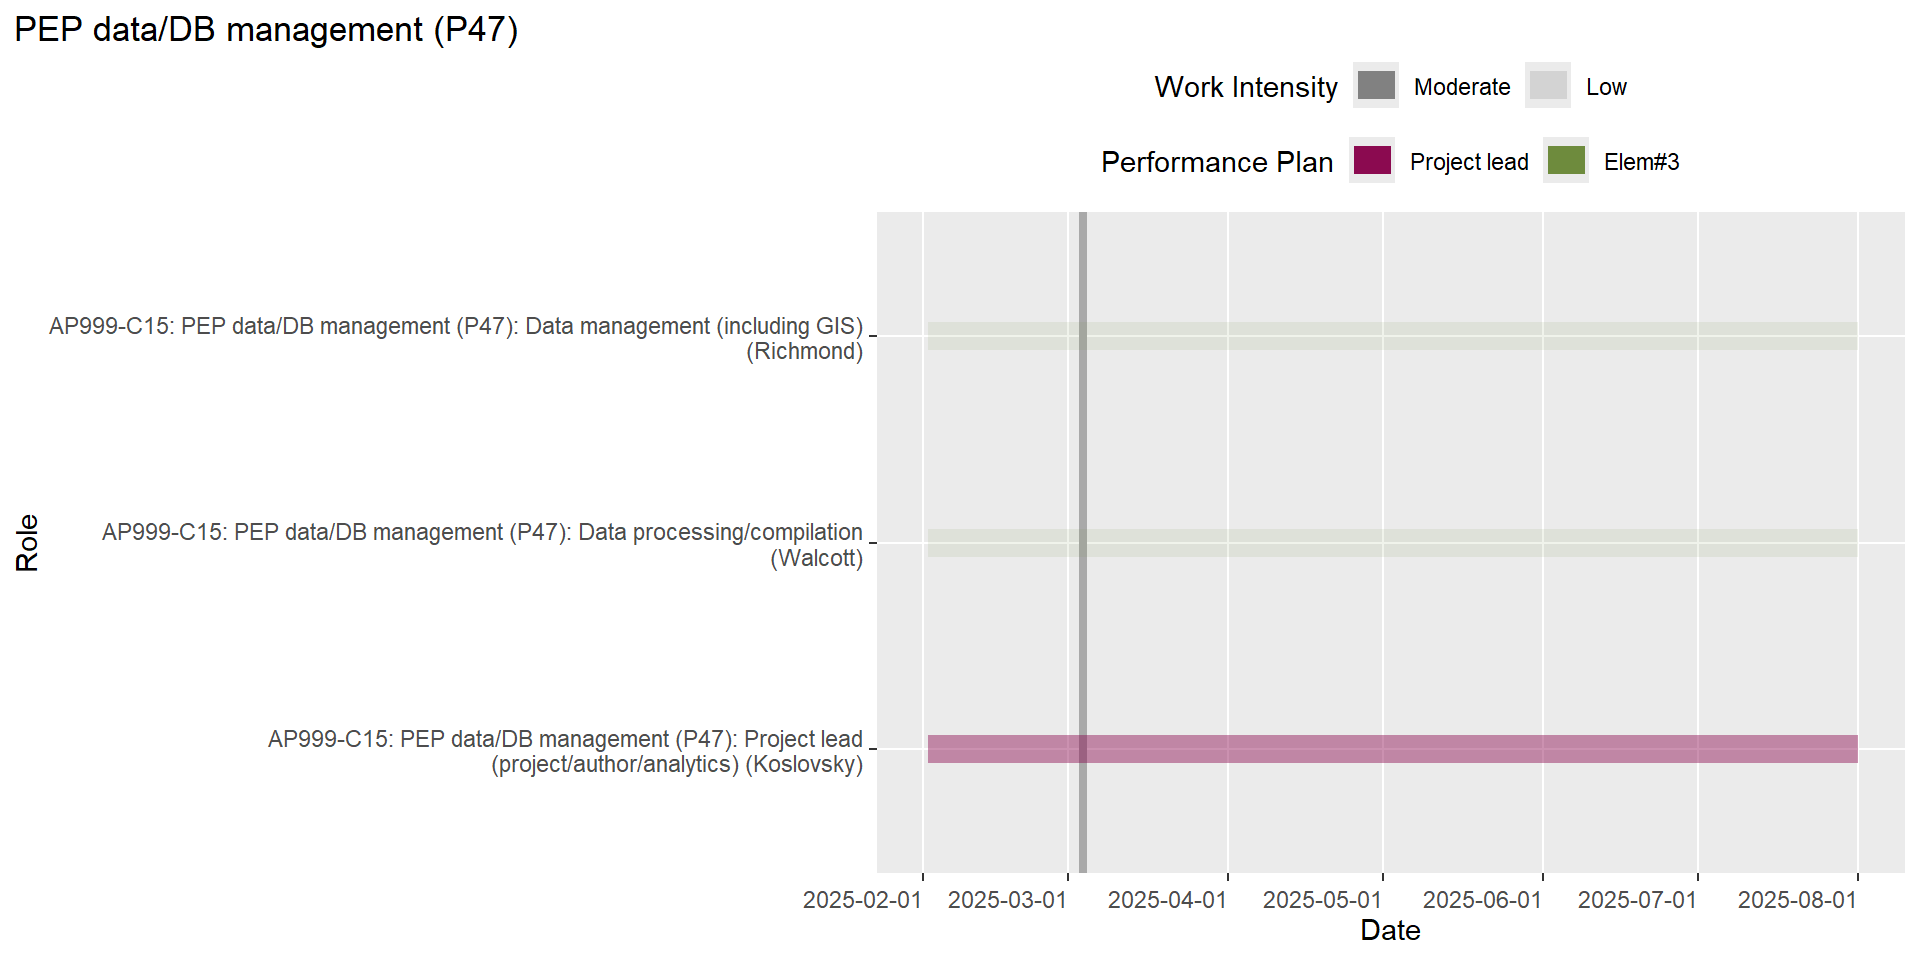 PEP data/DB management (P47)
Work Intensity Moderate Low
Performance Plan Project lead Elem#3
AP999-C15: PEP data/DB management (P47): Data management (including GIS)
(Richmond)
AP999-C15: PEP data/DB management (P47): Data processing/compilation
(Walcott)
AP999-C15: PEP data/DB management (P47): Project lead
(project/author/analytics) (Koslovsky)
Role
2025-02-01 2025-03-01 2025-04-01 2025-05-01 2025-06-01 2025-07-01 2025-08-01
Date